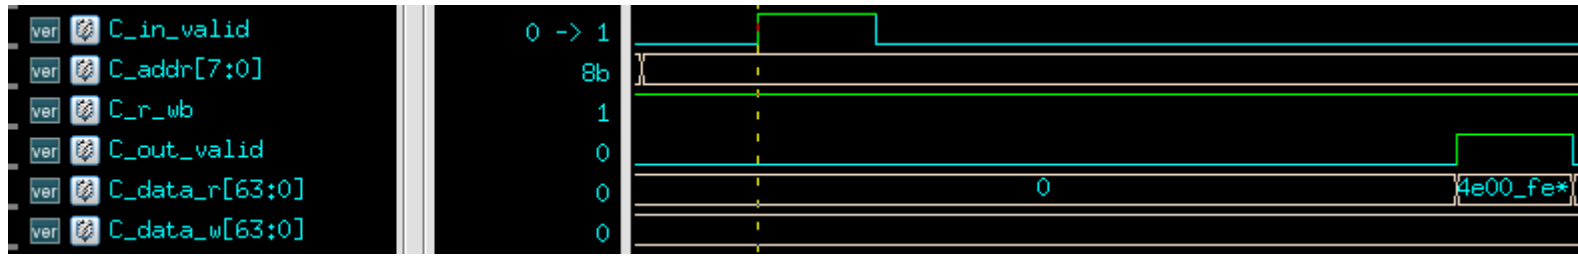 ver C_in_valid 0 -> 1
ver C_addr[7:0] 8b
ver C_r_wb 1
ver C_out_valid 0
ver C_data_r[63:0] 0 0 4e00_fe*
ver C_data_w[63:0] 0